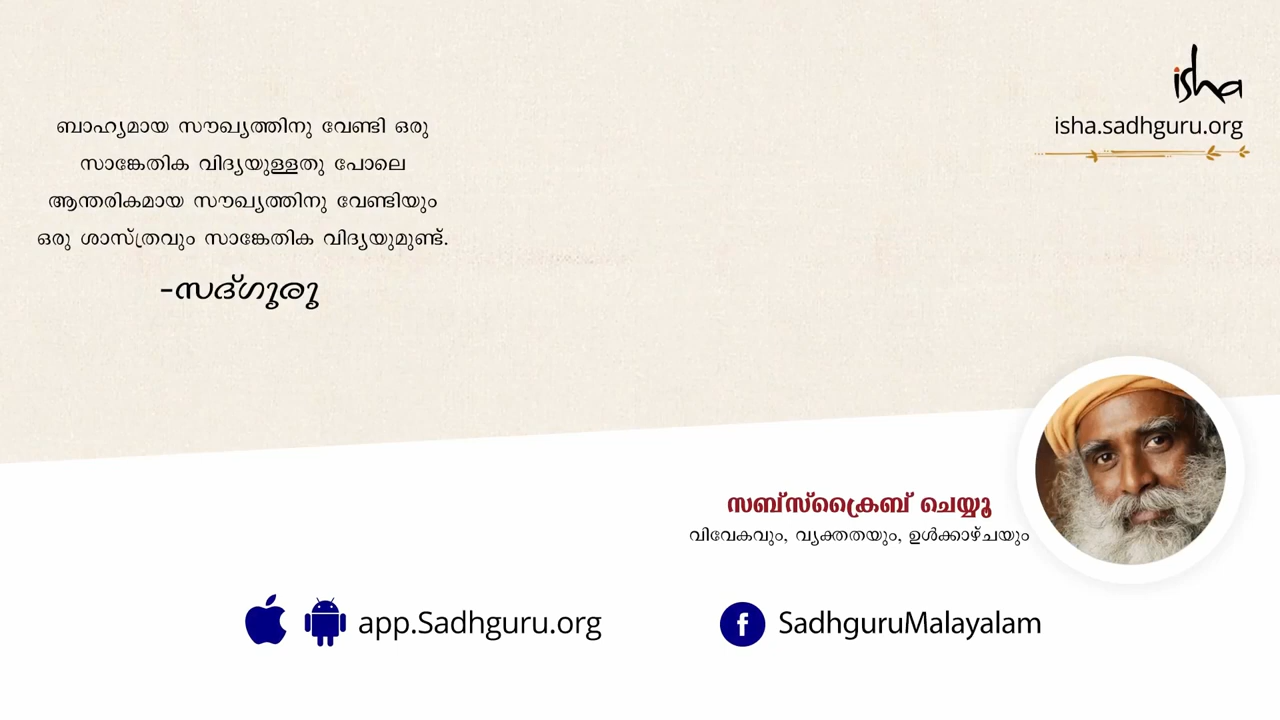 isha
isha.sadhguru.org
ബാഹ്യമായ സൗഖ്യത്തിനു വേണ്ടി ഒരു
സാങ്കേതിക വിദ്യയുള്ളതു പോലെ
ആന്തരികമായ സൗഖ്യത്തിനു വേണ്ടിയും
ഒരു ശാസ്ത്രവും സാങ്കേതിക വിദ്യയുമുണ്ട്.
-സദ്ഗുരു
സബ്സ്ക്രൈബ് ചെയ്യൂ
വിവേകവും, വ്യക്തതയും, ഉൾക്കാഴ്ചയും
app.Sadhguru.org
f SadhguruMalayalam